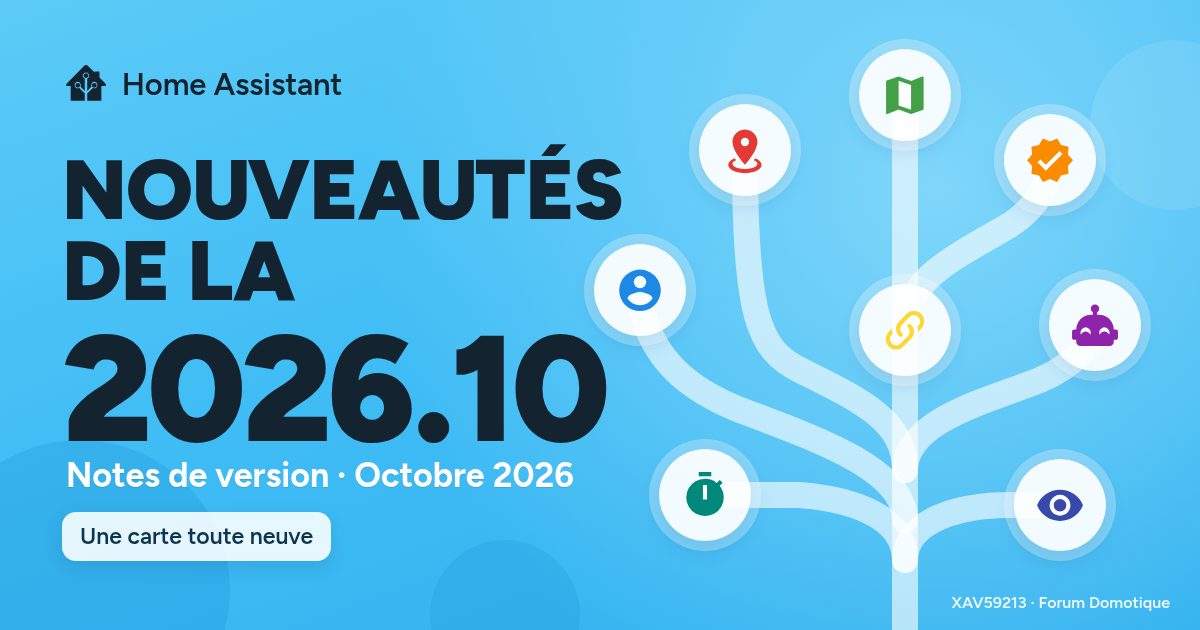 Home Assistant
NOUVEAUTÉS
DE LA
2026.10
Notes de version · Octobre 2026
Une carte toute neuve
XAV59213 · Forum Domotique